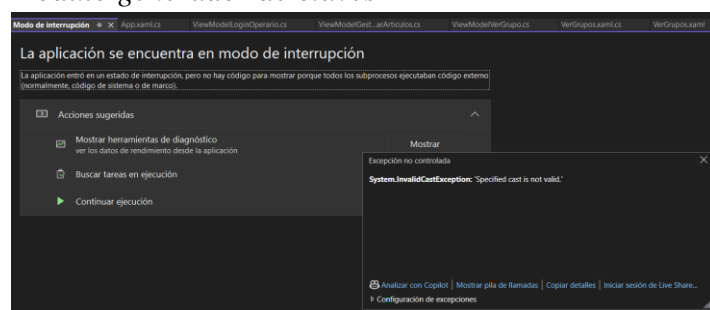 Modo de interrupción
App.xaml.cs
ViewModelLoginOperario.cs
ViewModelGest...arArticulos.cs
ViewModelVerGrupo.cs
VerGrupos.xaml.cs
VerGrupos.xaml
La aplicación se encuentra en modo de interrupción
La aplicación entró en un estado de interrupción, pero no hay código para mostrar porque todos los subprocesos ejecutaban código externo
(normalmente, código de sistema o de marco).
Acciones sugeridas
Mostrar herramientas de diagnóstico
ver los datos de rendimiento desde la aplicación
Mostrar
Buscar tareas en ejecución
Continuar ejecución
Excepción no controlada
System.InvalidCastException: 'Specified cast is not valid.'
Analizar con Copilot | Mostrar pila de llamadas | Copiar detalles | Iniciar sesión de Live Share...
Configuración de excepciones